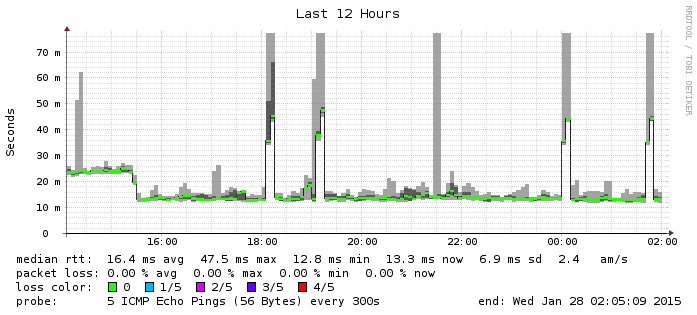 Last 12 Hours
RRDTOOL / TOBI OETIKER
Seconds
70 m
60 m
50 m
40 m
30 m
20 m
10 m
0
16:00 18:00 20:00 22:00 00:00 02:00
median rtt: 16.4 ms avg 47.5 ms max 12.8 ms min 13.3 ms now 6.9 ms sd 2.4 am/s
packet loss: 0.00 % avg 0.00 % max 0.00 % min 0.00 % now
loss color: 0 1/5 2/5 3/5 4/5
probe: 5 ICMP Echo Pings (56 Bytes) every 300s end: Wed Jan 28 02:05:09 2015